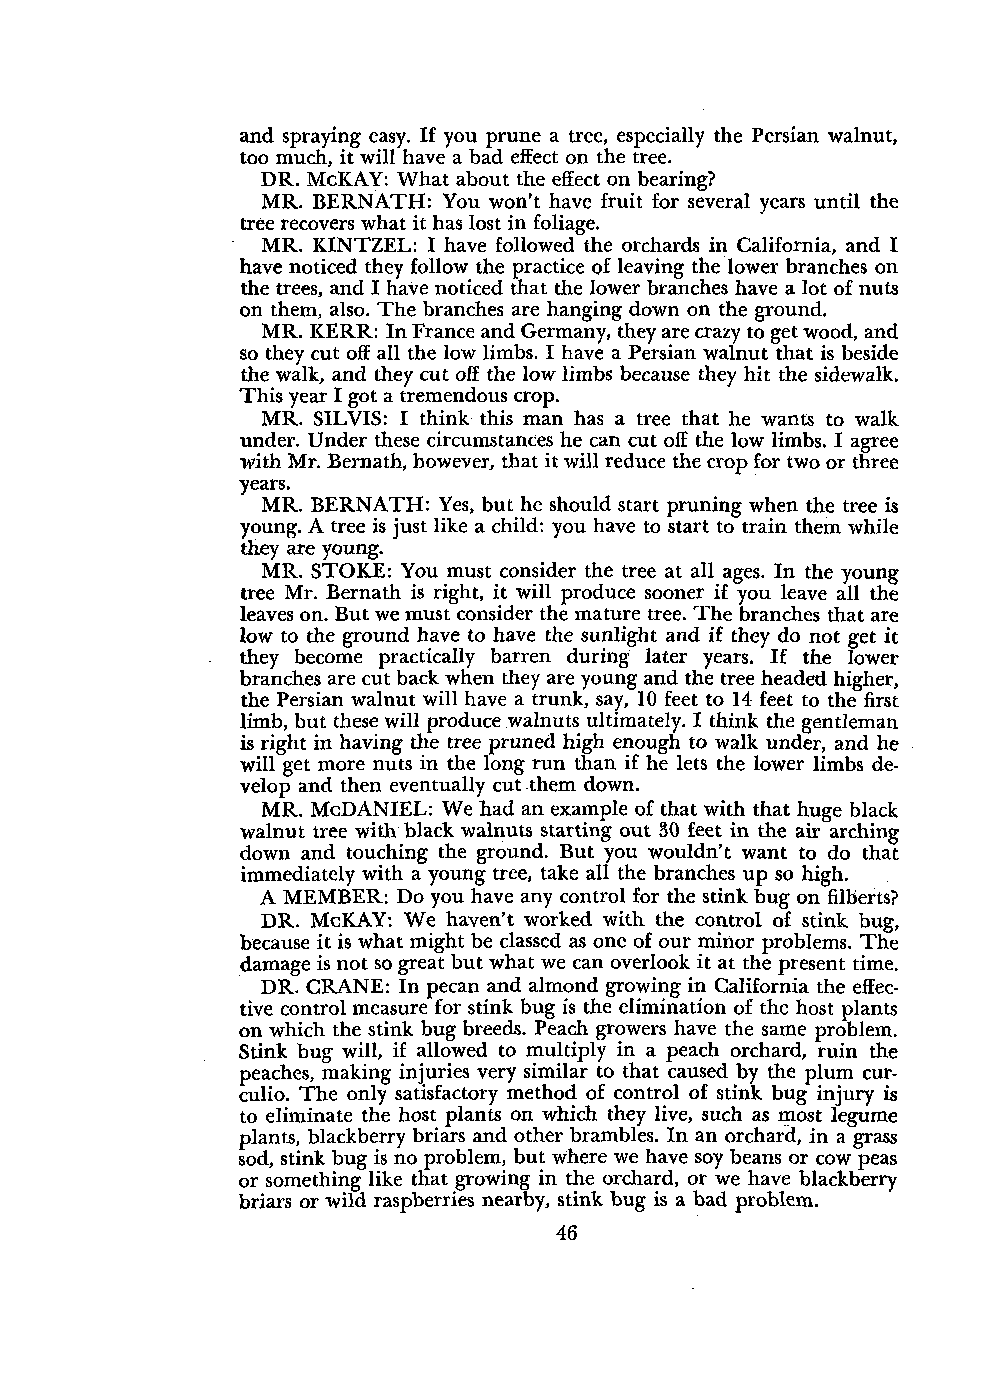 and spraying easy. If you prune a tree, especially the Persian walnut,
too much, it will have a bad effect on the tree.
DR. McKAY: What about the effect on bearing?
MR. BERNATH: You won't have fruit for several years until the
tree recovers what it has lost in foliage.
MR. KINTZEL: I have followed the orchards in California, and I
have noticed they follow the practice of leaving the lower branches on
the trees, and I have noticed that the lower branches have a lot of nuts
on them, also. The branches are hanging down on the ground.
MR. KERR: In France and Germany, they are crazy to get wood, and
so they cut off all the low limbs. I have a Persian walnut that is beside
the walk, and they cut off the low limbs because they hit the sidewalk.
This year I got a tremendous crop.
MR. SILVIS: I think this man has a tree that he wants to walk
under. Under these circumstances he can cut off the low limbs. I agree
with Mr. Bernath, however, that it will reduce the crop for two or three
years.
MR. BERNATH: Yes, but he should start pruning when the tree is
young. A tree is just like a child: you have to start to train them while
they are young.
MR. STOKE: You must consider the tree at all ages. In the young
tree Mr. Bernath is right, it will produce sooner if you leave all the
leaves on. But we must consider the mature tree. The branches that are
low to the ground have to have the sunlight and if they do not get it
they become practically barren during later years. If the lower
branches are cut back when they are young and the tree headed higher,
the Persian walnut will have a trunk, say, 10 feet to 14 feet to the first
limb, but these will produce walnuts ultimately. I think the gentleman
is right in having the tree pruned high enough to walk under, and he
will get more nuts in the long run than if he lets the lower limbs de-
velop and then eventually cut them down.
MR. McDANIEL: We had an example of that with that huge black
walnut tree with black walnuts starting out 30 feet in the air arching
down and touching the ground. But you wouldn't want to do that
immediately with a young tree, take all the branches up so high.
A MEMBER: Do you have any control for the stink bug on filberts?
DR. McKAY: We haven't worked with the control of stink bug,
because it is what might be classed as one of our minor problems. The
damage is not so great but what we can overlook it at the present time.
DR. CRANE: In pecan and almond growing in California the effec-
tive control measure for stink bug is the elimination of the host plants
on which the stink bug breeds. Peach growers have the same problem.
Stink bug will, if allowed to multiply in a peach orchard, ruin the
peaches, making injuries very similar to that caused by the plum cur-
culio. The only satisfactory method of control of stink bug injury is
to eliminate the host plants on which they live, such as most legume
plants, blackberry briars and other brambles. In an orchard, in a grass
sod, stink bug is no problem, but where we have soy beans or cow peas
or something like that growing in the orchard, or we have blackberry
briars or wild raspberries nearby, stink bug is a bad problem.
46